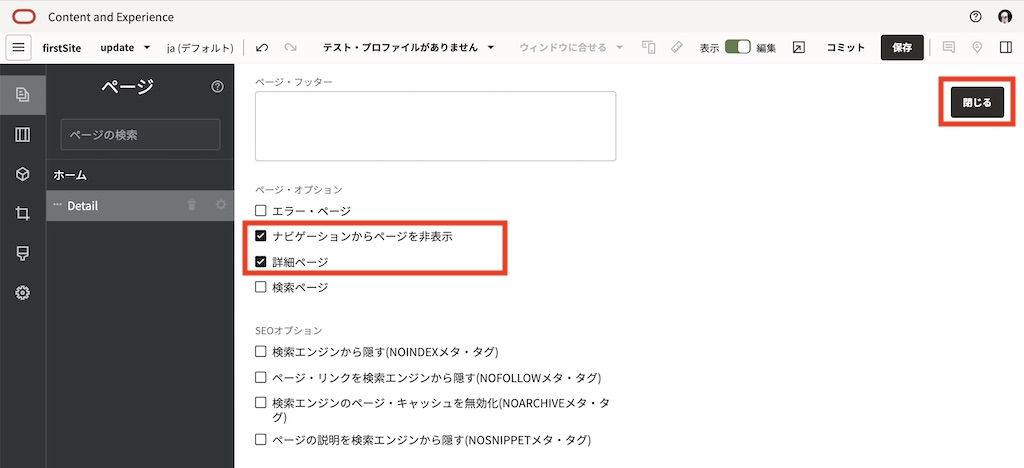 Content and Experience
firstSite
update
ja (デフォルト)
テスト・プロファイルがありません
ウィンドウに合せる
表示
編集
コミット
保存
ページ
ページの検索
ホーム
Detail
ページ・フッター
閉じる
ページ・オプション
エラー・ページ
ナビゲーションからページを非表示
詳細ページ
検索ページ
SEOオプション
検索エンジンから隠す(NOINDEXメタ・タグ)
ページ・リンクを検索エンジンから隠す(NOFOLLOWメタ・タグ)
検索エンジンのページ・キャッシュを無効化(NOARCHIVEメタ・タ
グ)
ページの説明を検索エンジンから隠す(NOSNIPPETメタ・タグ)